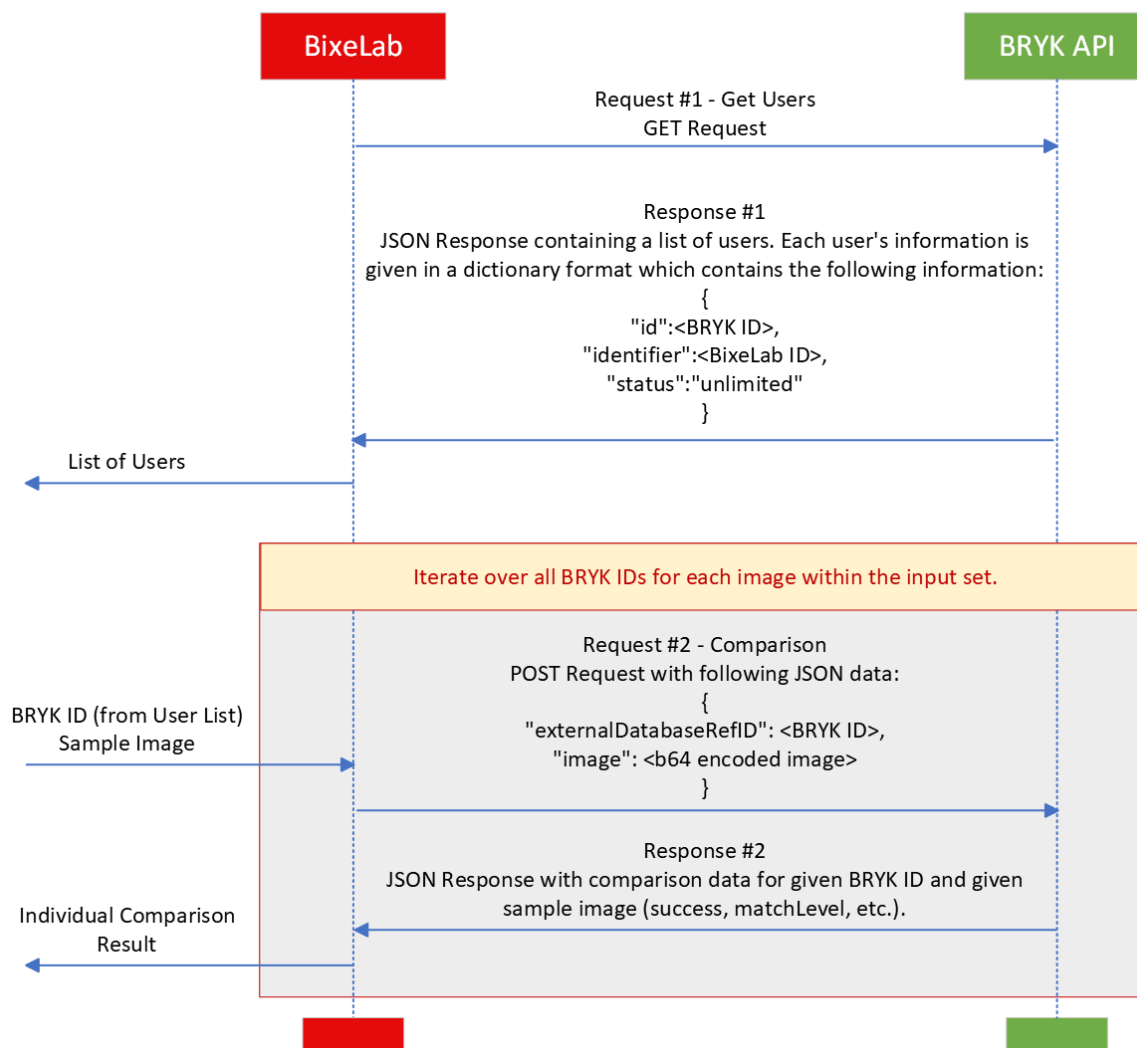 BixeLab
BRYK API
Request #1 - Get Users
GET Request
Response #1
JSON Response containing a list of users. Each user's information is
given in a dictionary format which contains the following information:
{
"id":<BRYK ID>,
"identifier":<BixeLab ID>,
"status":"unlimited"
}
List of Users
Iterate over all BRYK IDs for each image within the input set.
Request #2 - Comparison
POST Request with following JSON data:
{
"externalDatabaseRefID": <BRYK ID>,
"image": <b64 encoded image>
}
BRYK ID (from User List)
Sample Image
Response #2
JSON Response with comparison data for given BRYK ID and given
sample image (success, matchLevel, etc.).
Individual Comparison
Result